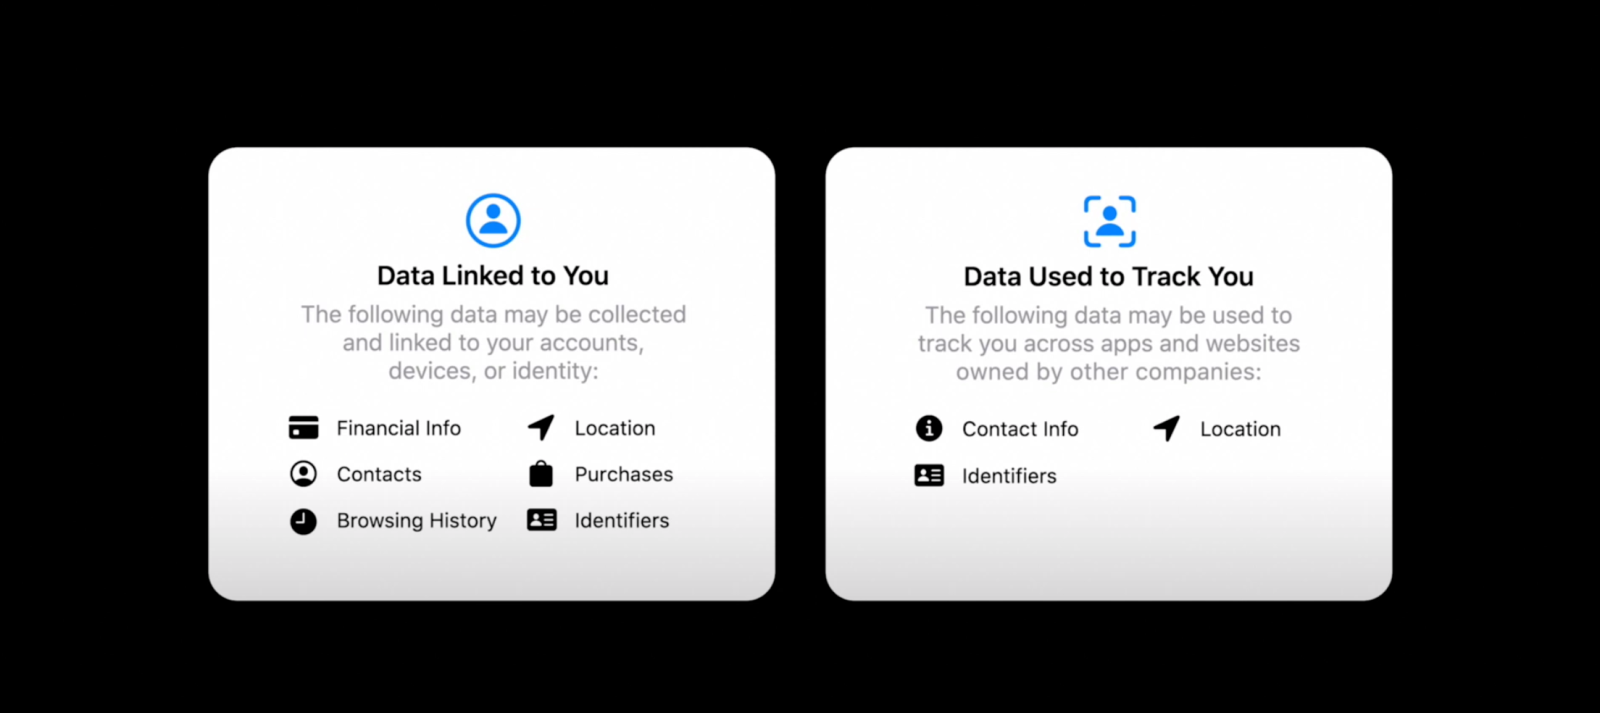 Data Linked to You
The following data may be collected
and linked to your accounts,
devices, or identity:
Financial Info
Location
Contacts
Purchases
Browsing History
Identifiers
Data Used to Track You
The following data may be used to
track you across apps and websites
owned by other companies:
Contact Info
Location
Identifiers